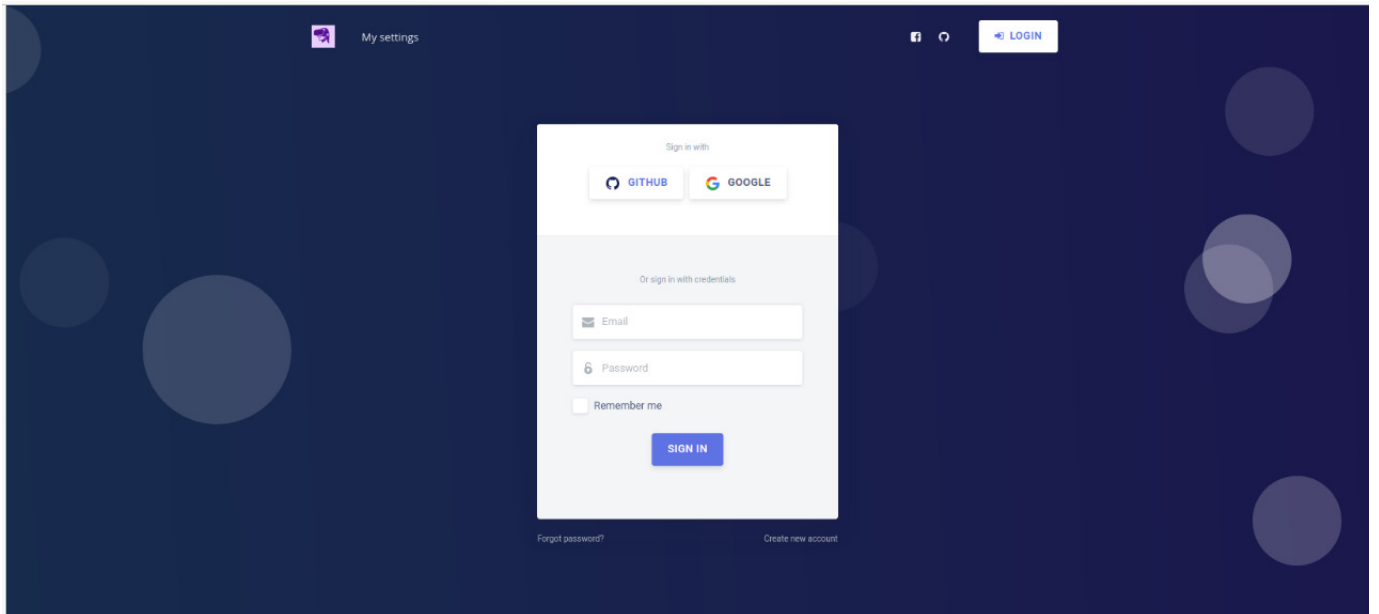 My settings
LOGIN
Sign in with
GITHUB
GOOGLE
Or sign in with credentials
Email
Password
Remember me
SIGN IN
Forgot password?
Create new account